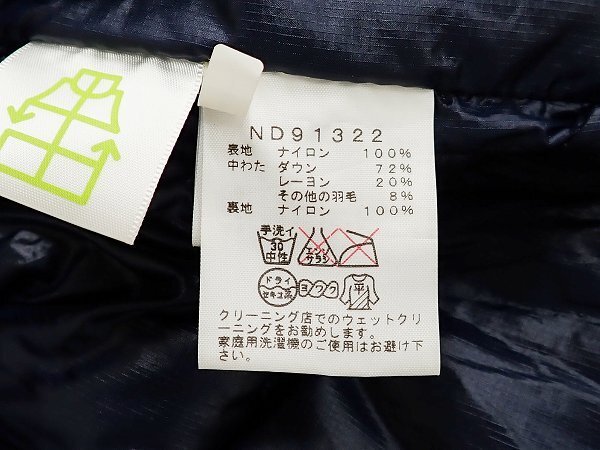 ND91322
表地 ナイロン 100%
中わた ダウン 72%
レーヨン 20%
その他の羽毛 8%
裏地 ナイロン 100%
手洗イ
30
中性
エンソ
サラシ
ドライ
セキユ系
ヨワク
平
クリーニング店でのウェットクリ
ーニングをお勧めします。
家庭用洗濯機のご使用はお避け下
さい。